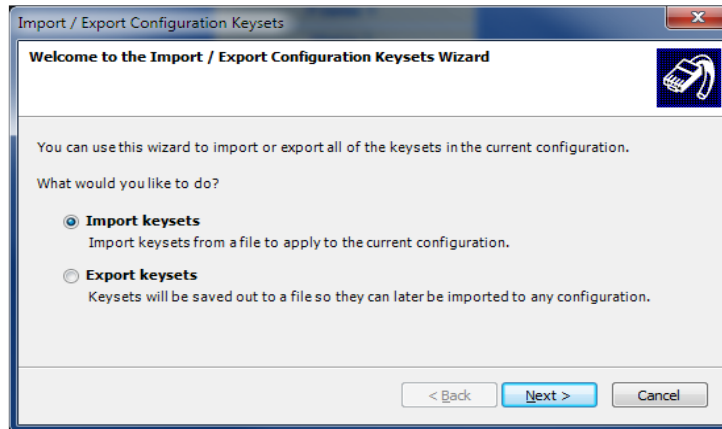 Import / Export Configuration Keysets
Welcome to the Import / Export Configuration Keysets Wizard
You can use this wizard to import or export all of the keysets in the current configuration.
What would you like to do?
Import keysets
Import keysets from a file to apply to the current configuration.
Export keysets
Keysets will be saved out to a file so they can later be imported to any configuration.
< Back
Next >
Cancel